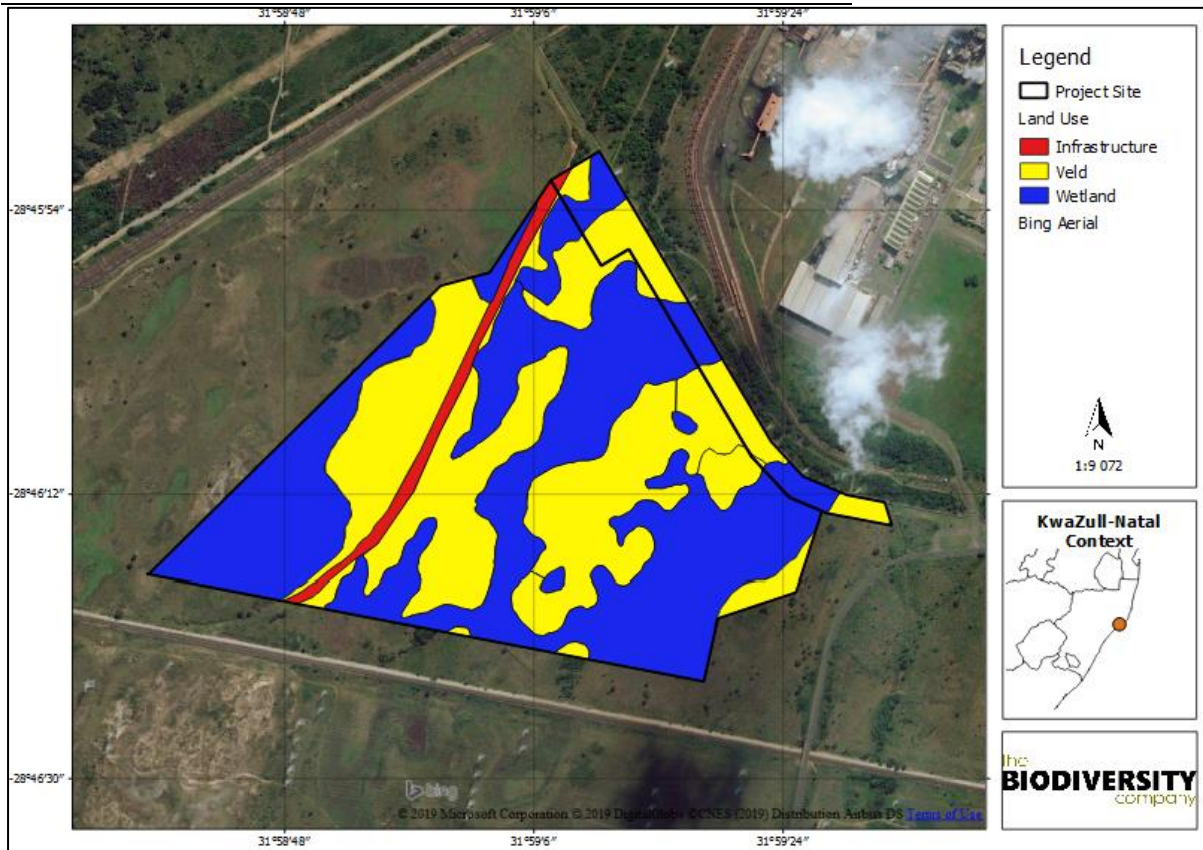 31°58'48" 31°59'6" 31°59'24"
-28°45'54"
-28°46'12"
-28°46'30"
31°58'48" 31°59'6" 31°59'24"
bing
© 2019 Microsoft Corporation © 2019 DigitalGlobe ©CNES (2019) Distribution Airbus DS Terms of Use
Legend
Project Site
Land Use
Infrastructure
Veld
Wetland
Bing Aerial
N
1:9 072
KwaZull-Natal
Context
the
BIODIVERSITY
company